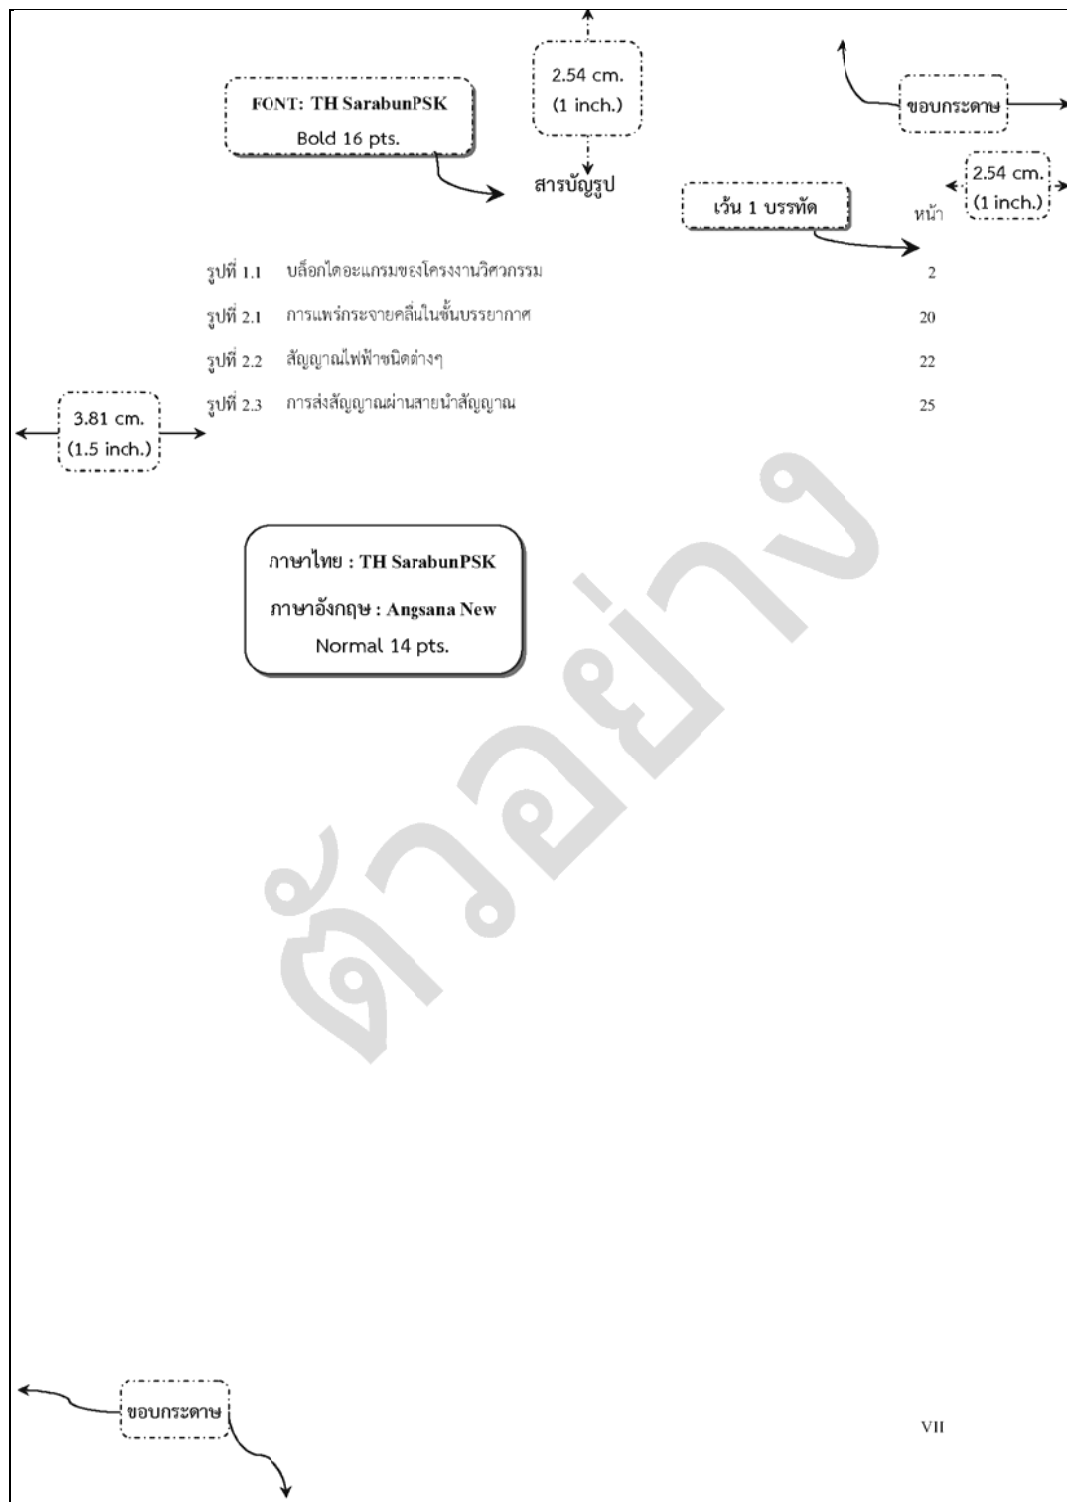 2.54 cm.
(1 inch.)
ขอบกระดาษ
FONT: TH SarabunPSK
Bold 16 pts.
สารบัญรูป
2.54 cm.
(1 inch.)
เว้น 1 บรรทัด
หน้า
รูปที่ 1.1 บล็อกไดอะแกรมของโครงงานวิศวกรรม 2
รูปที่ 2.1 การแพร่กระจายคลื่นในชั้นบรรยากาศ 20
รูปที่ 2.2 สัญญาณไฟฟ้าชนิดต่างๆ 22
รูปที่ 2.3 การส่งสัญญาณผ่านสายนำสัญญาณ 25
3.81 cm.
(1.5 inch.)
ภาษาไทย : TH SarabunPSK
ภาษาอังกฤษ : Angsana New
Normal 14 pts.
ตัวอย่าง
ขอบกระดาษ
VII